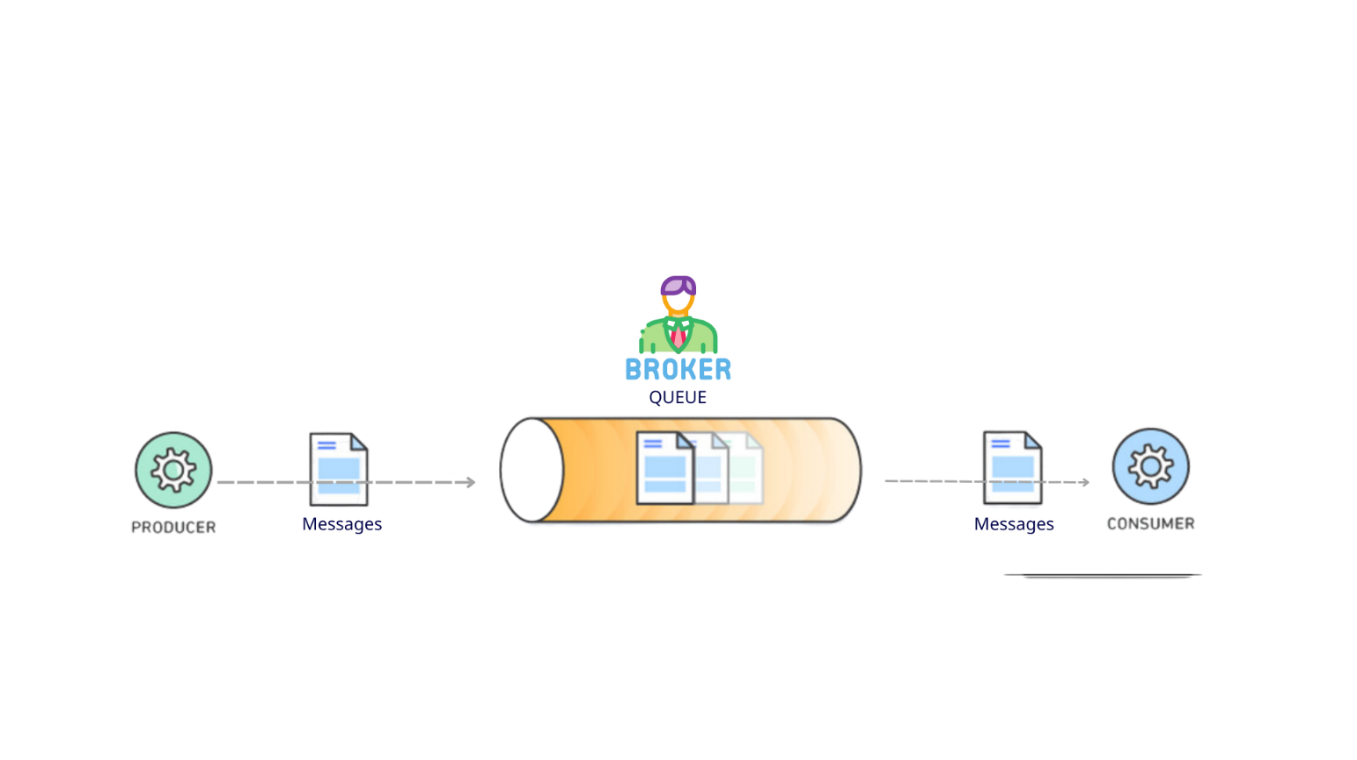 BROKER
QUEUE
PRODUCER
Messages
Messages
CONSUMER